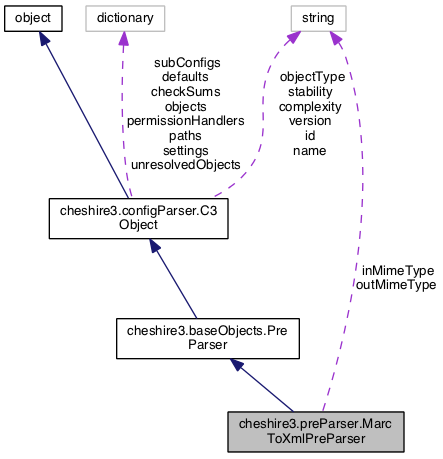 object
dictionary
string
subConfigs
defaults
checkSums
objects
permissionHandlers
paths
settings
unresolvedObjects
objectType
stability
complexity
version
id
name
cheshire3.configParser.C3
Object
inMimeType
outMimeType
cheshire3.baseObjects.Pre
Parser
cheshire3.preParser.Marc
ToXmlPreParser